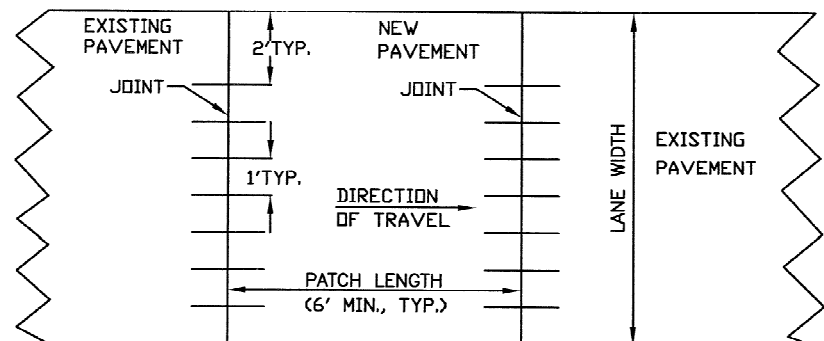 EXISTING
PAVEMENT
2'TYP.
NEW
PAVEMENT
JOINT
JOINT
1'TYP.
DIRECTION
OF TRAVEL
LANE WIDTH
EXISTING
PAVEMENT
PATCH LENGTH
(6' MIN., TYP.)